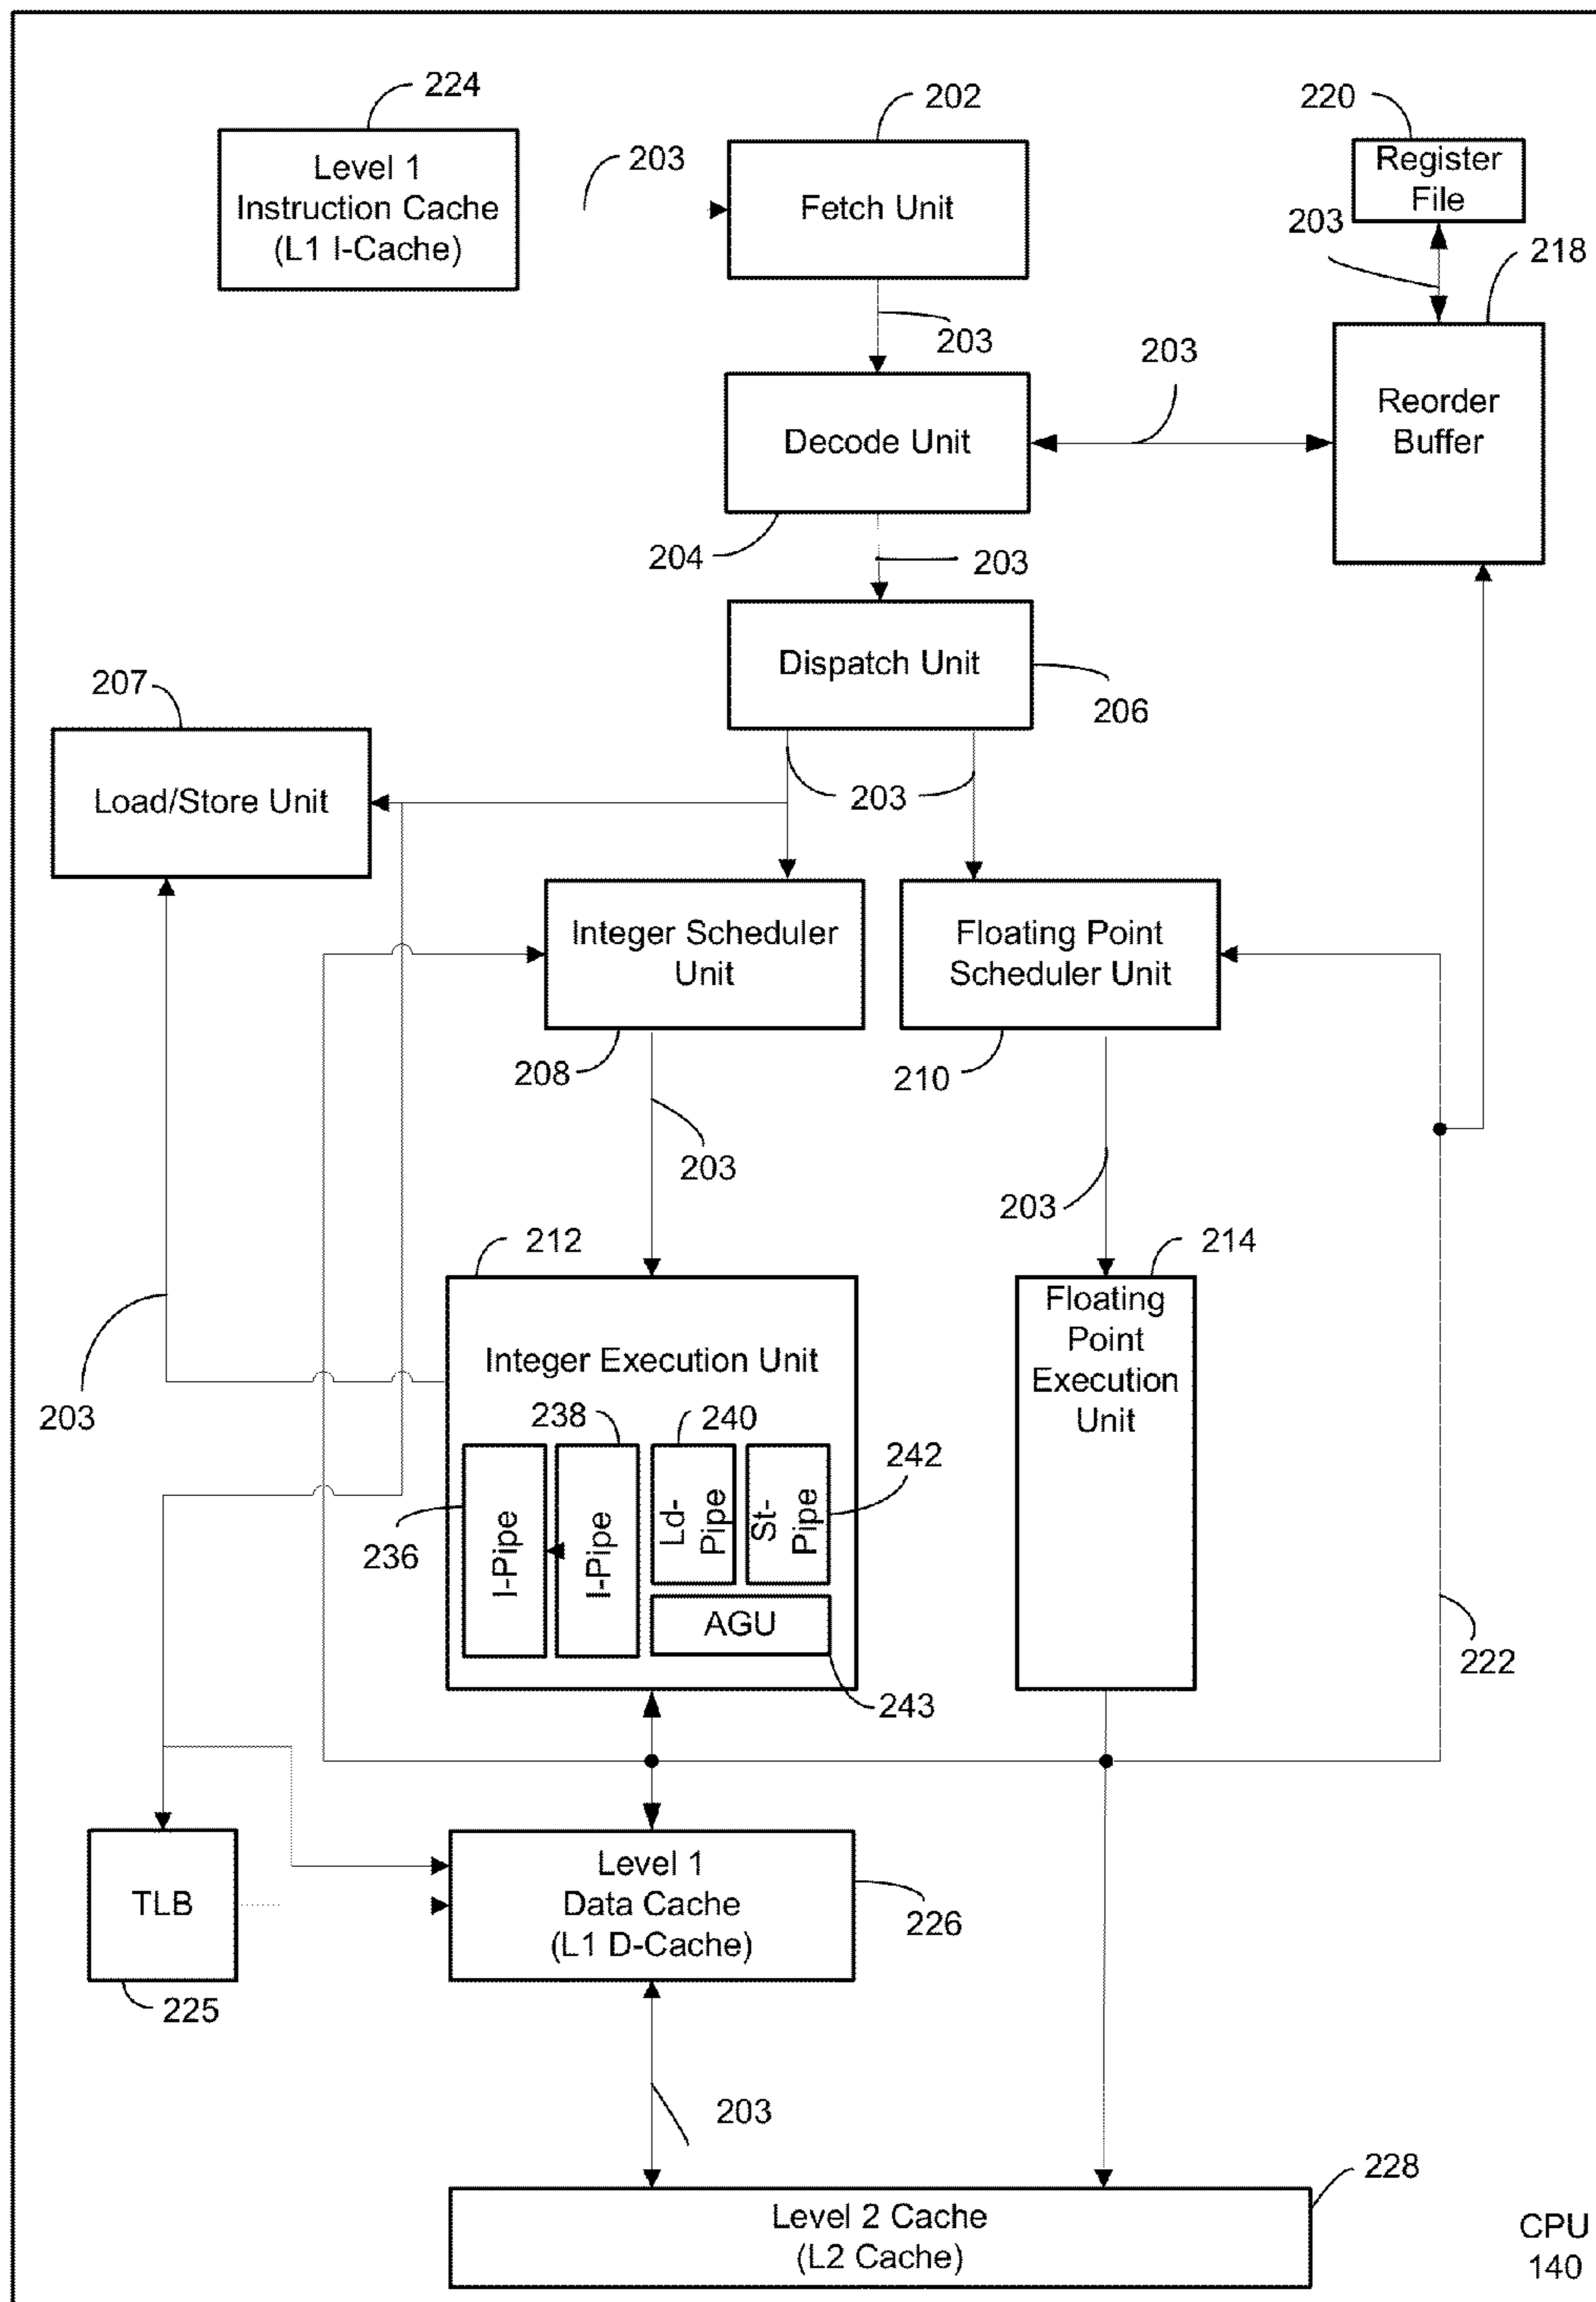 224
202
220
Level 1
Instruction Cache
(L1 I-Cache)
203
Fetch Unit
Register
File
203
218
203
203
Decode Unit
Reorder
Buffer
204
203
Dispatch Unit
206
207
Load/Store Unit
203
Integer Scheduler
Unit
Floating Point
Scheduler Unit
208
210
203
203
212
214
Integer Execution Unit
Floating
Point
Execution
Unit
203
238
240
242
236
I-Pipe
I-Pipe
Ld-
Pipe
St-
Pipe
AGU
243
222
TLB
Level 1
Data Cache
(L1 D-Cache)
226
225
203
228
Level 2 Cache
(L2 Cache)
CPU
140